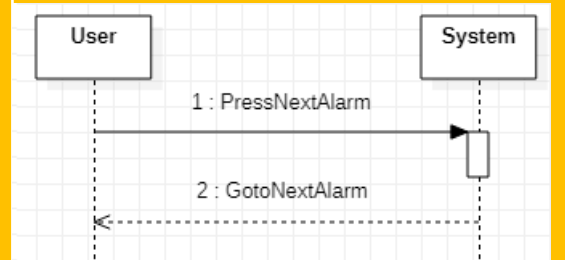 User
System
1 : PressNextAlarm
2 : GotoNextAlarm